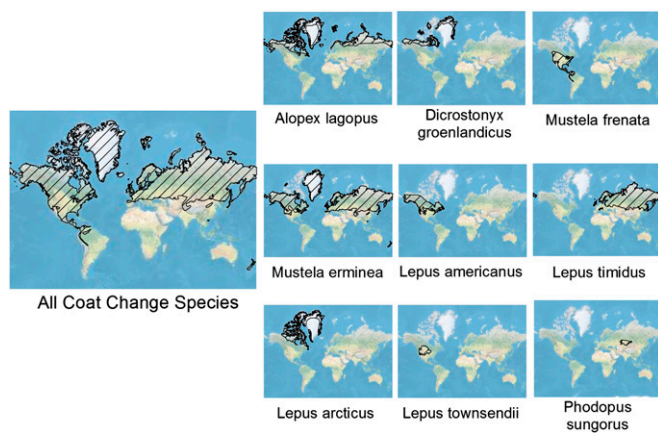 Alopex lagopus
Dicrostonyx
groenlandicus
Mustela frenata
All Coat Change Species
Mustela erminea
Lepus americanus
Lepus timidus
Lepus arcticus
Lepus townsendii
Phodopus
sungorus